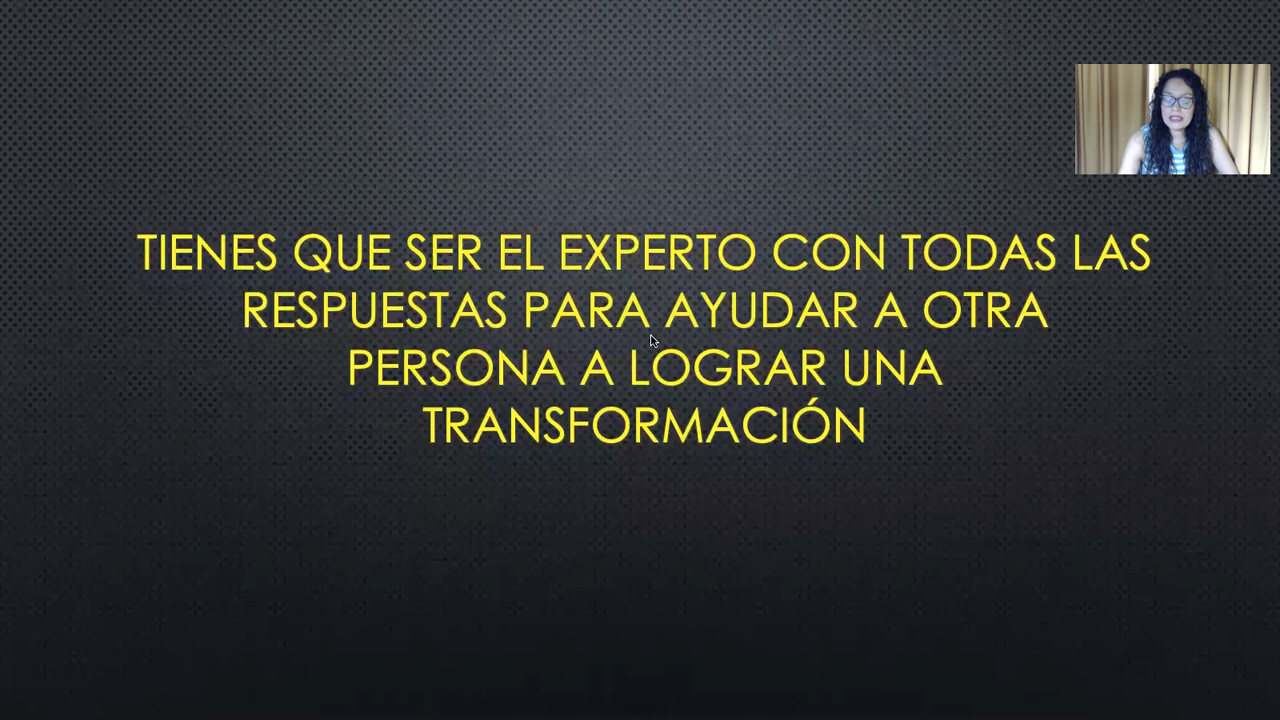 TIENES QUE SER EL EXPERTO CON TODAS LAS
RESPUESTAS PARA AYUDAR A OTRA
PERSONA A LOGRAR UNA
TRANSFORMACIÓN